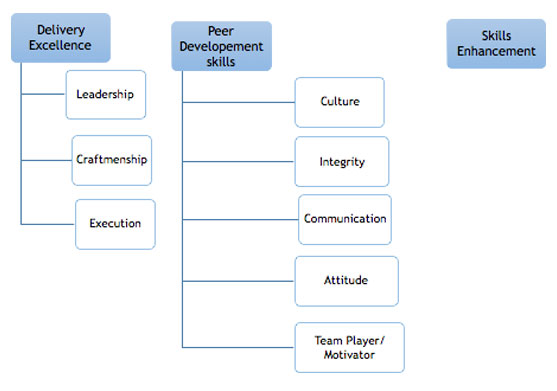 Delivery
Excellence
Leadership
Craftmenship
Execution
Peer
Developement
skills
Culture
Integrity
Communication
Attitude
Team Player/
Motivator
Skills
Enhancement